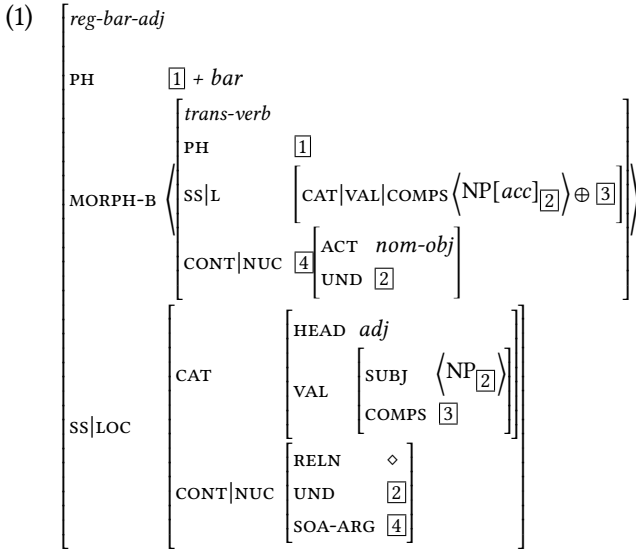 (1) reg-bar-adj
PH 1 + bar
trans-verb
PH 1
MORPH-B SS|L CAT|VAL|COMPS ⟨NP[acc]2⟩ ⊕ 3
CONT|NUC 4 ACT nom-obj
UND 2
HEAD adj
CAT VAL SUBJ ⟨NP2⟩
COMPS 3
SS|LOC
RELN ⋄
CONT|NUC UND 2
SOA-ARG 4